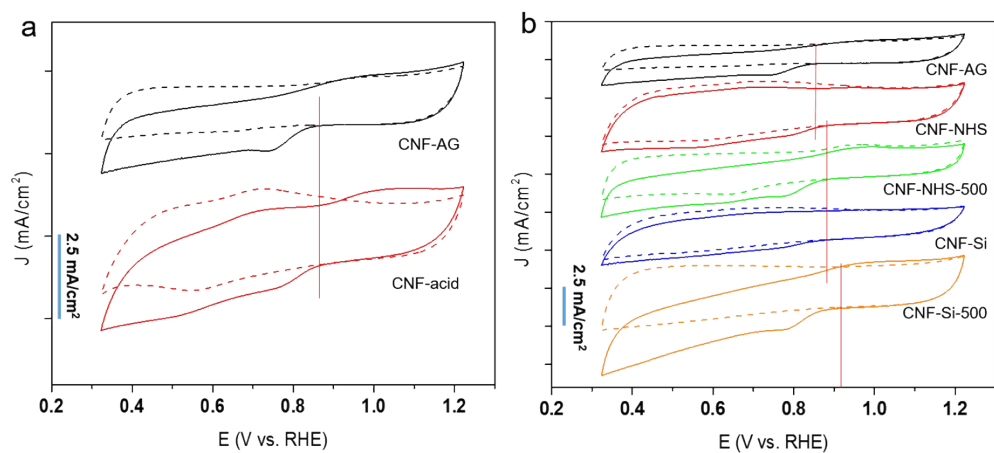 a
CNF-AG
CNF-acid
J (mA/cm²)
2.5 mA/cm²
0.2 0.4 0.6 0.8 1.0 1.2
E (V vs. RHE)
b
CNF-AG
CNF-NHS
CNF-NHS-500
CNF-Si
CNF-Si-500
J (mA/cm²)
2.5 mA/cm²
0.2 0.4 0.6 0.8 1.0 1.2
E (V vs. RHE)